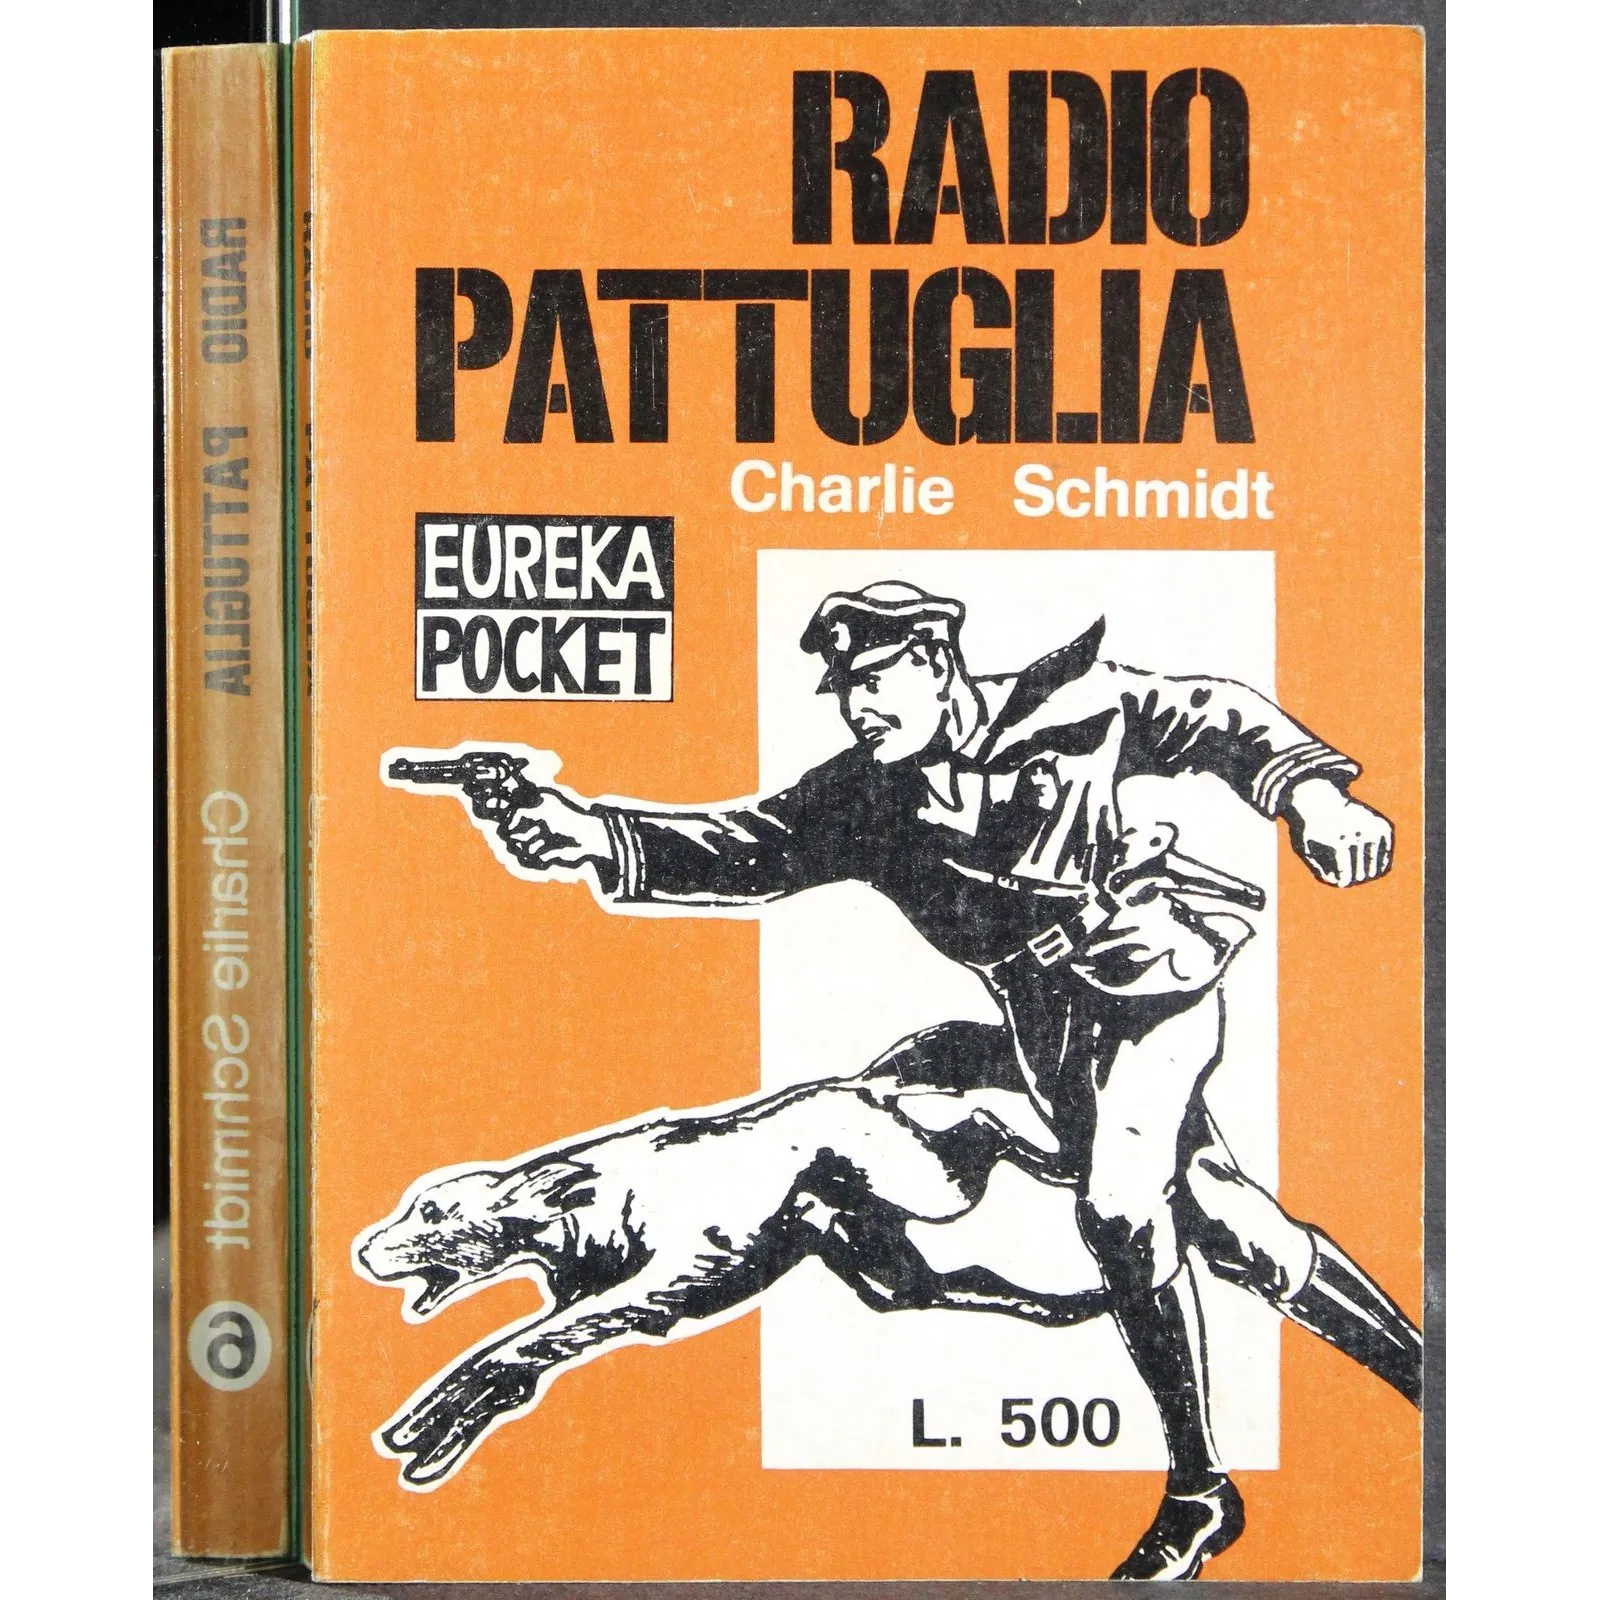 RADIO
PATTUGLIA
Charlie Schmidt
EUREKA
POCKET
L. 500
RADIO PATTUGLIA Charlie Schmidt 6